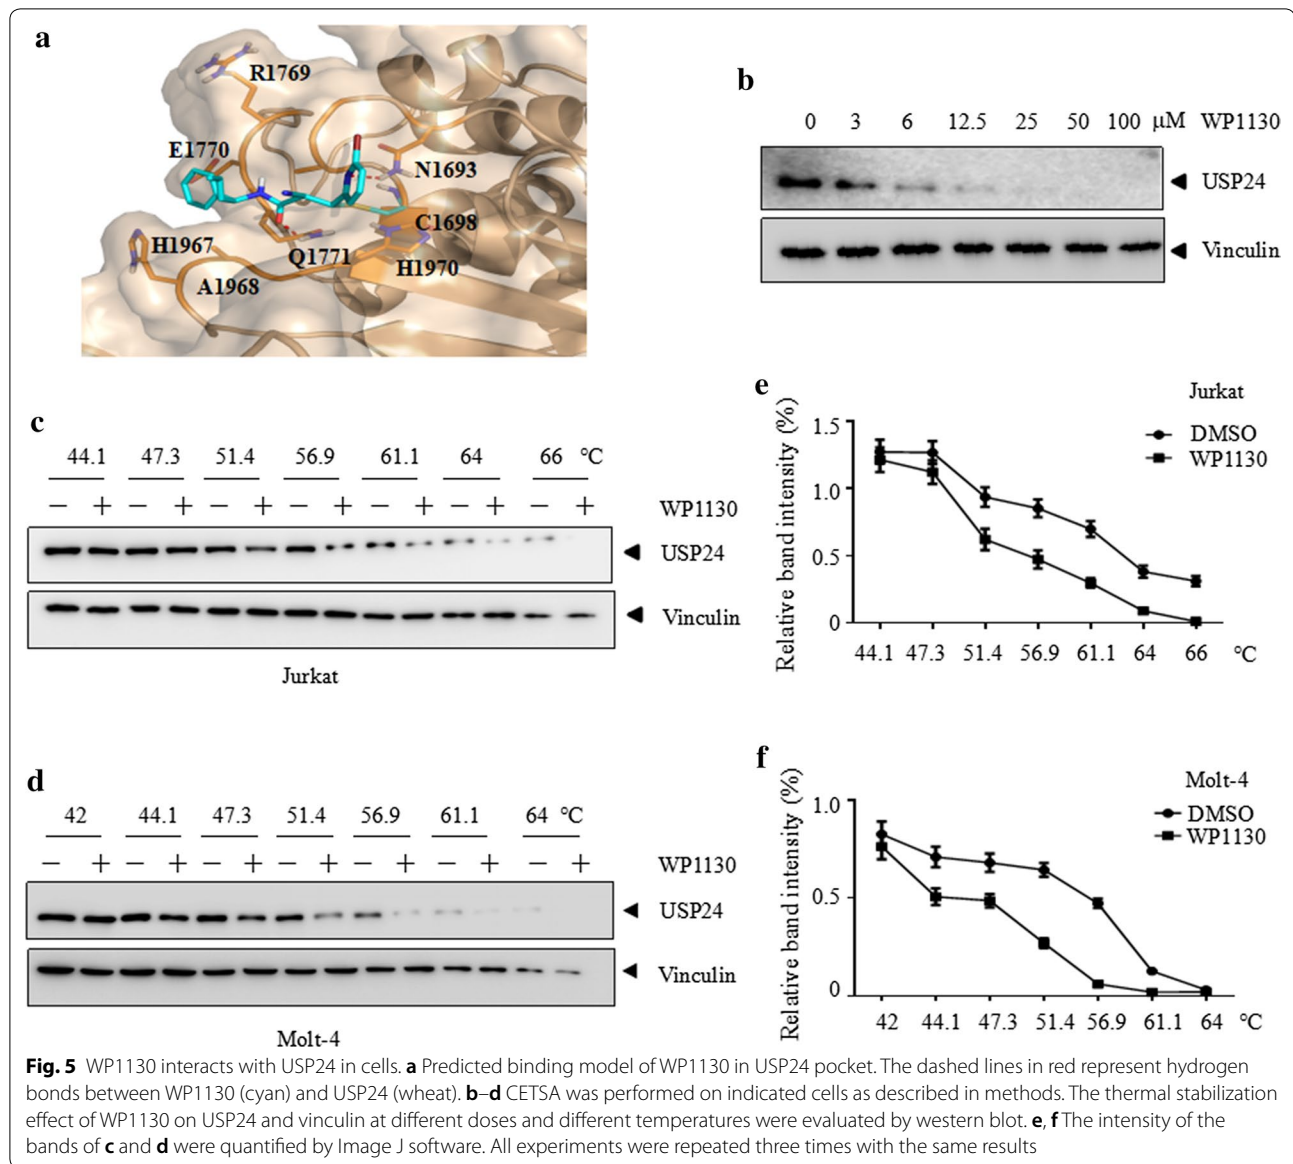 a
R1769
E1770
N1693
C1698
H1967
Q1771
H1970
A1968
b
0 3 6 12.5 25 50 100 μM WP1130
USP24
Vinculin
c
44.1 47.3 51.4 56.9 61.1 64 66 °C
− + − + − + − + − + − + − +
WP1130
USP24
Vinculin
Jurkat
e
Jurkat
Relative band intensity (%)
1.5
1.0
0.5
0
DMSO
WP1130
44.1 47.3 51.4 56.9 61.1 64 66 °C
d
42 44.1 47.3 51.4 56.9 61.1 64 °C
− + − + − + − + − + − + − +
WP1130
USP24
Vinculin
Molt-4
f
Molt-4
Relative band intensity (%)
1.0
0.5
0
DMSO
WP1130
42 44.1 47.3 51.4 56.9 61.1 64 °C
Fig. 5 WP1130 interacts with USP24 in cells. a Predicted binding model of WP1130 in USP24 pocket. The dashed lines in red represent hydrogen
bonds between WP1130 (cyan) and USP24 (wheat). b–d CETSA was performed on indicated cells as described in methods. The thermal stabilization
effect of WP1130 on USP24 and vinculin at different doses and different temperatures were evaluated by western blot. e, f The intensity of the
bands of c and d were quantified by Image J software. All experiments were repeated three times with the same results